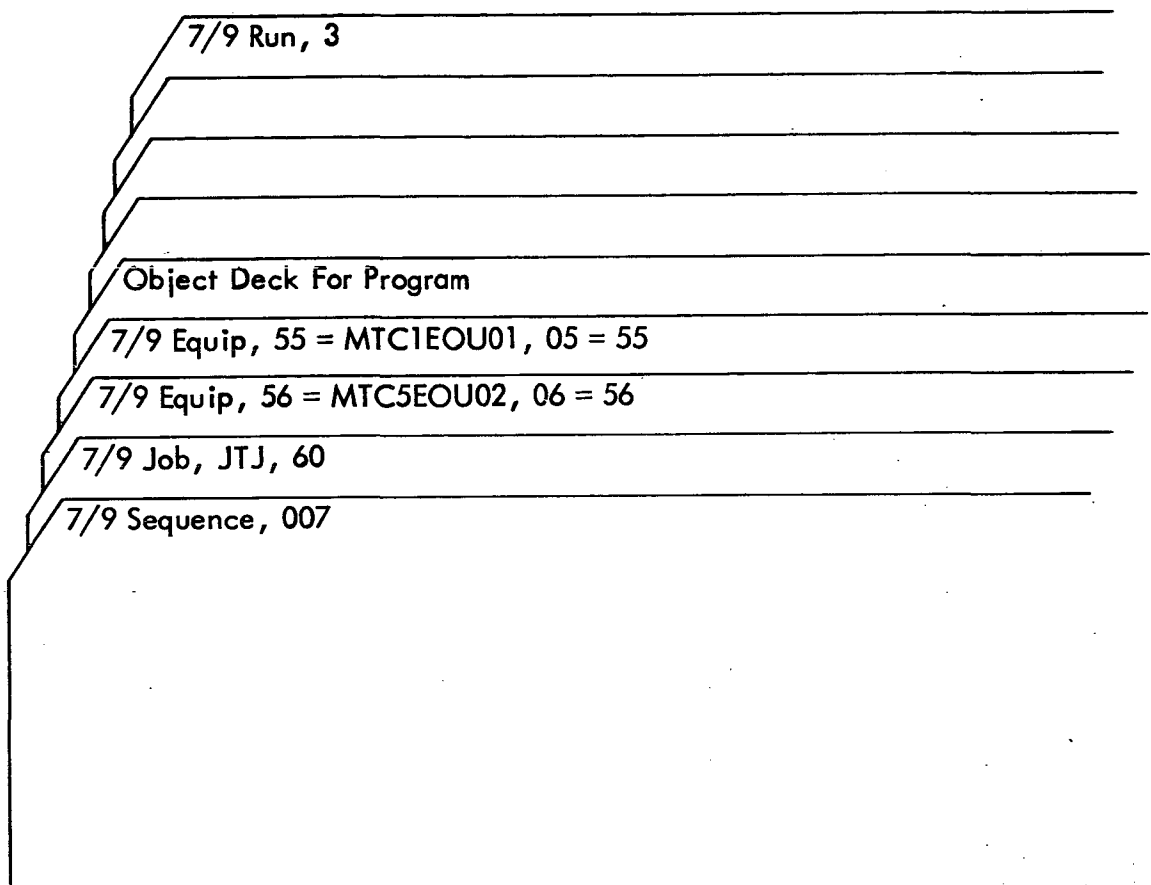 7/9 Run, 3
Object Deck For Program
7/9 Equip, 55 = MTC1EOU01, 05 = 55
7/9 Equip, 56 = MTC5EOU02, 06 = 56
7/9 Job, JTJ, 60
7/9 Sequence, 007